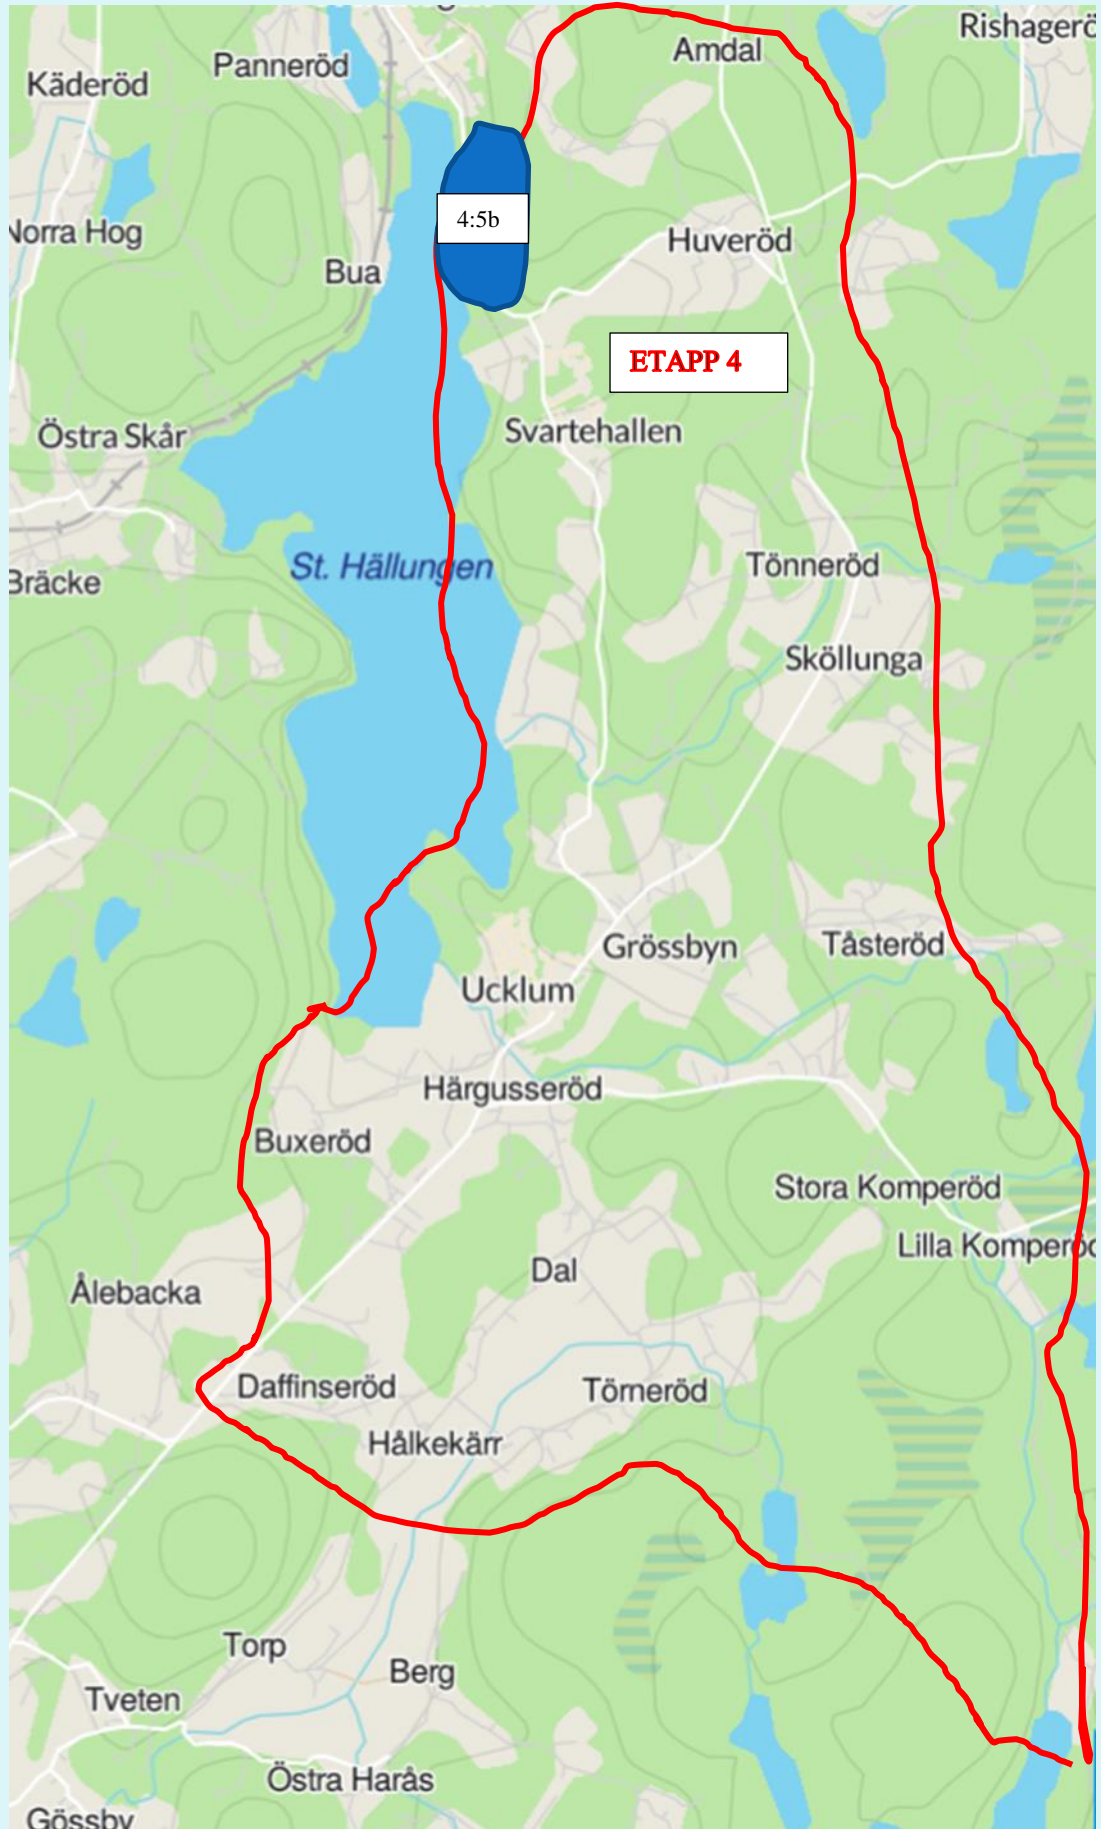 Rishagerö
Amdal
Panneröd
Käderöd
4:5b
Norra Hog
Huveröd
Bua
ETAPP 4
Svartehallen
Östra Skår
St. Hällungen
Tönneröd
Bräcke
Sköllunga
Grössbyn
Tåsteröd
Ucklum
Härgusseröd
Buxeröd
Stora Komperöd
Lilla Komperöd
Dal
Ålebacka
Daffinseröd
Törneröd
Hålkekärr
Torp
Berg
Tveten
Östra Harås
Gössby